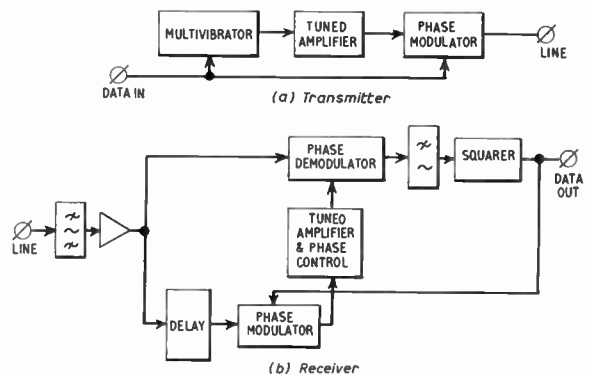 MULTIVIBRATOR
TUNED
AMPLIFIER
PHASE
MODULATOR
LINE
DATA IN
(a) Transmitter
PHASE
DEMODULATOR
SQUARER
DATA
OUT
TUNEO
AMPLIFIER
& PHASE
CONTROL
LINE
DELAY
PHASE
MODULATOR
(b) Receiver